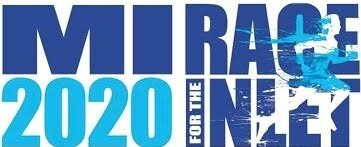 MI
2020
RACE
FOR THE
INLET